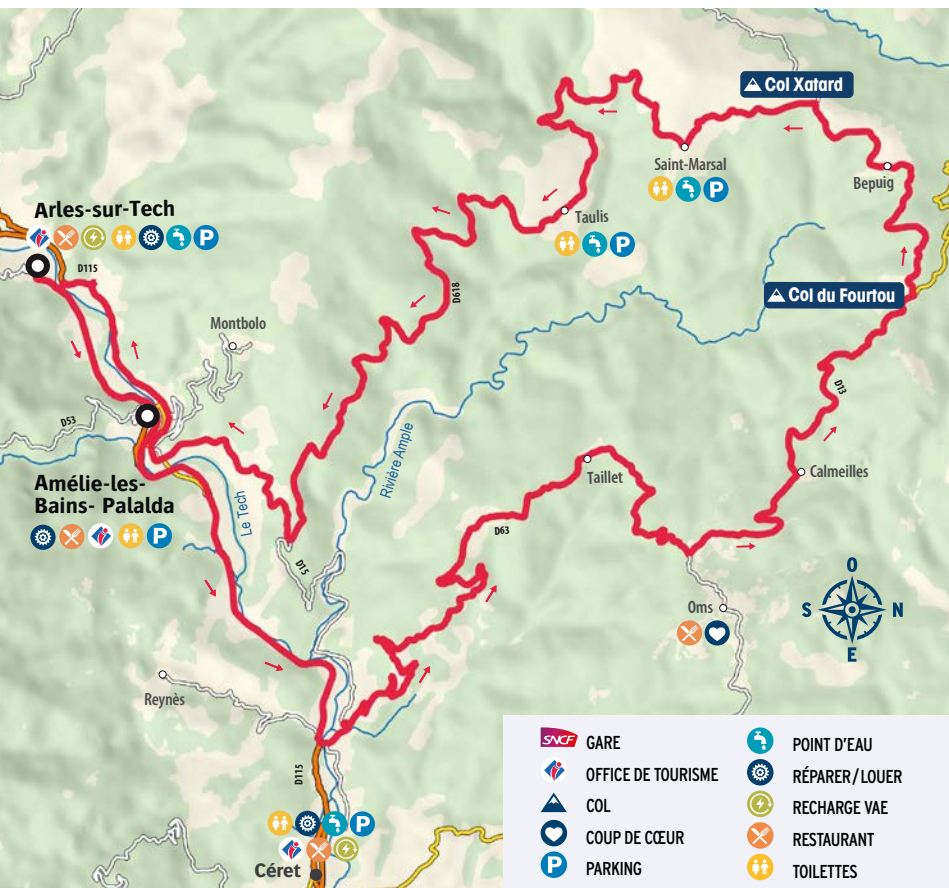 Col Xatard
Saint-Marsal
P
Bepuig
Arles-sur-Tech
P
D115
Taulis
P
D618
Col du Fourtou
Montbolo
D13
D53
Rivière Ample
Taillet
Calmeilles
Amélie-les-
Bains- Palalda
P
Le Tech
D63
D15
O
S
N
E
Oms
Reynès
D115
P
Céret
SNCF GARE
OFFICE DE TOURISME
COL
COUP DE CŒUR
P PARKING
POINT D'EAU
RÉPARER/LOUER
RECHARGE VAE
RESTAURANT
TOILETTES